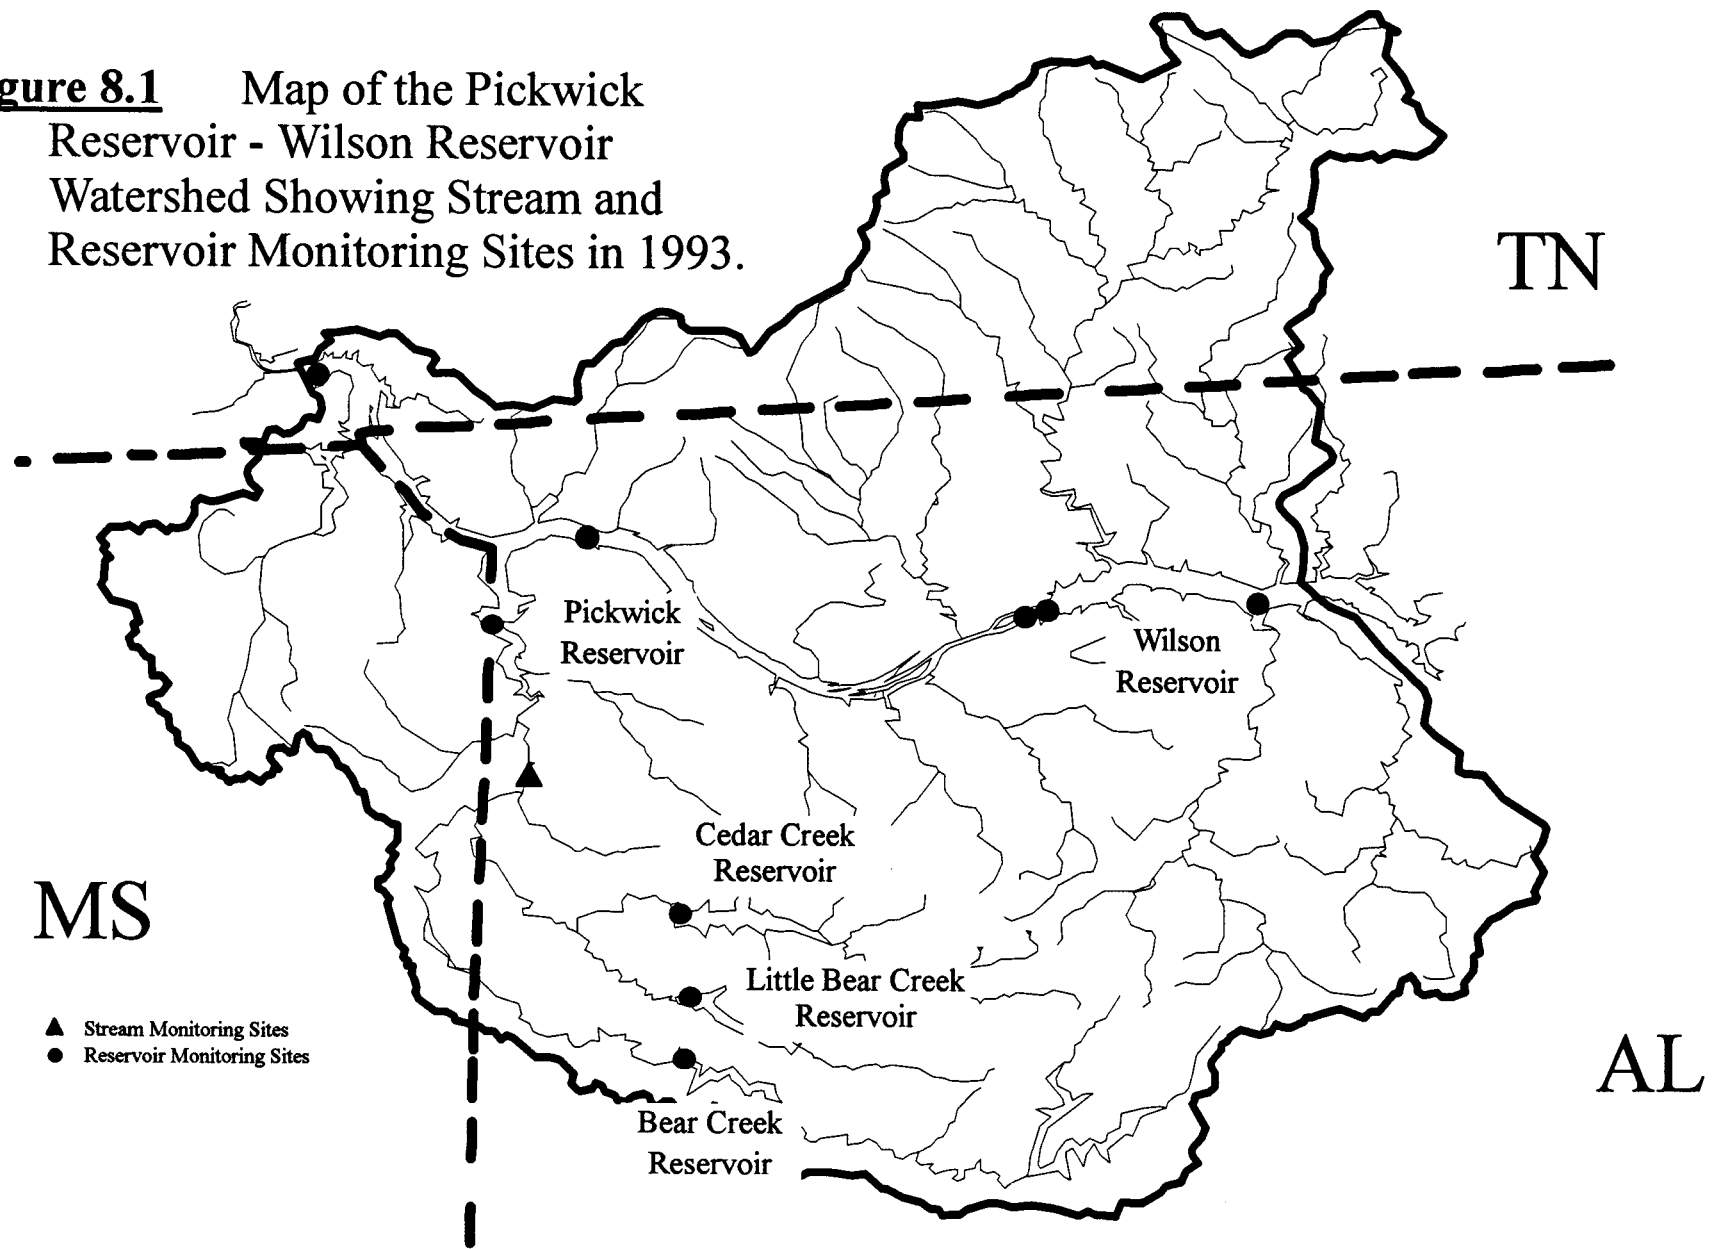 gure 8.1 Map of the Pickwick
Reservoir - Wilson Reservoir
Watershed Showing Stream and
Reservoir Monitoring Sites in 1993.
TN
Pickwick
Reservoir
Wilson
Reservoir
Cedar Creek
Reservoir
MS
Little Bear Creek
Reservoir
Stream Monitoring Sites
Reservoir Monitoring Sites
AL
Bear Creek
Reservoir